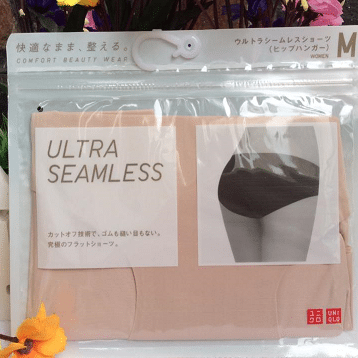 快適なまま、整える。
COMFORT BEAUTY WEAR
ウルトラシームレスショーツ
(ヒップハンガー)
WOMEN
M
ULTRA
SEAMLESS
カットオフ技術で、ゴムも縫い目もない。
究極のフラットショーツ。
ユニクロ
UNIQLO